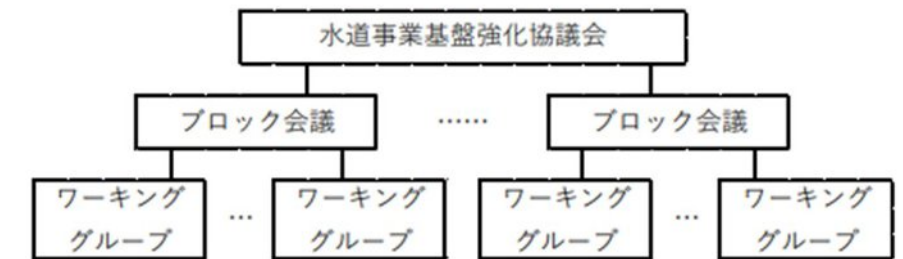 水道事業基盤強化協議会
ブロック会議 …… ブロック会議
ワーキング ワーキング ワーキング ワーキング
グループ … グループ グループ … グループ